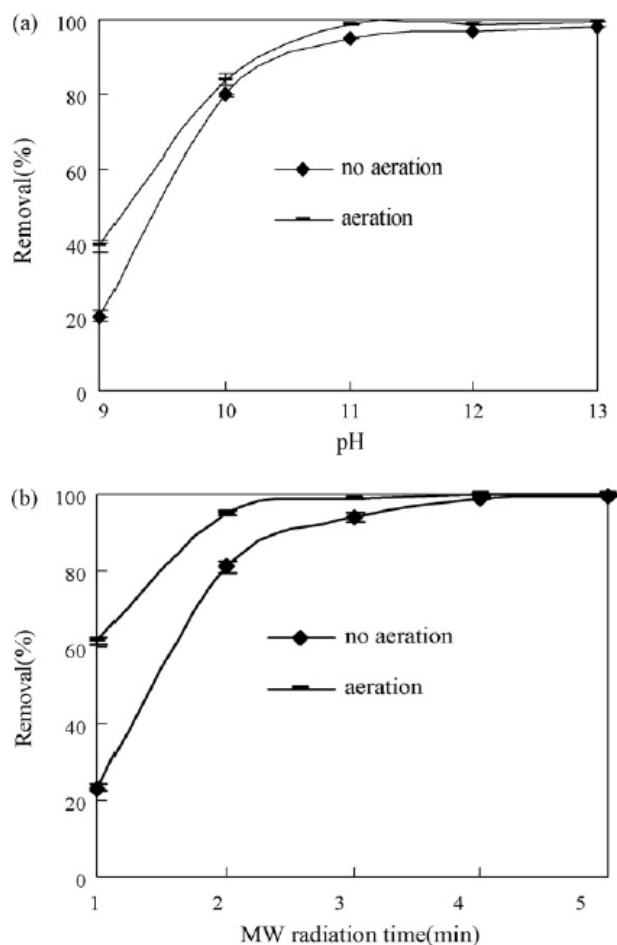 (a)
100
80
60
40
20
0
Removal(%)
no aeration
aeration
9 10 11 12 13
pH
(b)
100
80
60
40
20
0
Removal(%)
no aeration
aeration
1 2 3 4 5
MW radiation time(min)